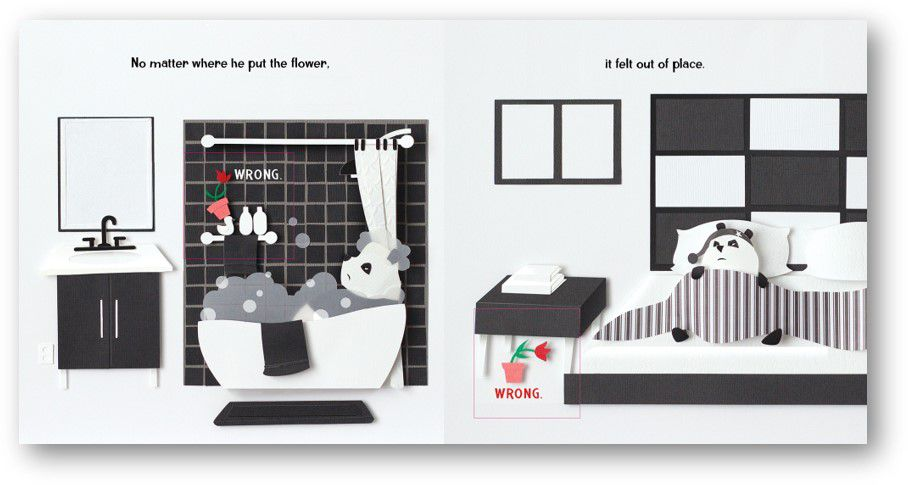 No matter where he put the flower,
WRONG.
it felt out of place.
WRONG.